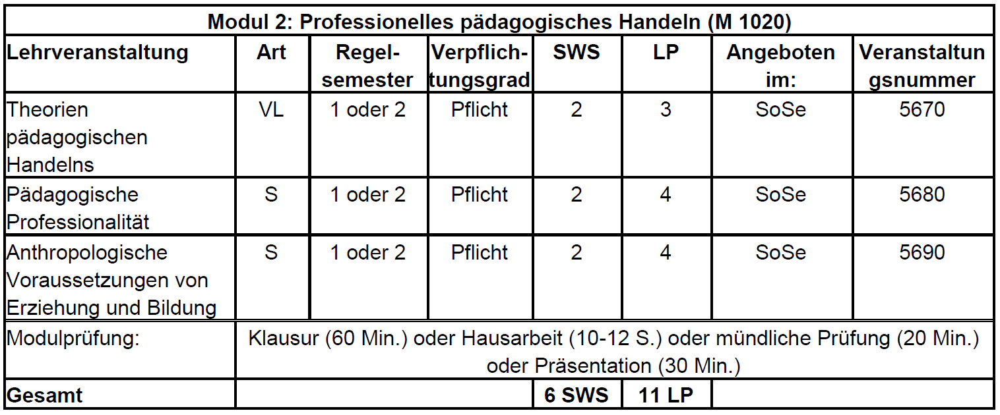 Modul 2: Professionelles pädagogisches Handeln (M 1020)
Lehrveranstaltung Art Regel- Verpflich- SWS LP Angeboten Veranstaltun
semester tungsgrad im: gsnummer
Theorien VL 1 oder 2 Pflicht 2 3 SoSe 5670
pädagogischen
Handelns
Pädagogische S 1 oder 2 Pflicht 2 4 SoSe 5680
Professionalität
Anthropologische S 1 oder 2 Pflicht 2 4 SoSe 5690
Voraussetzungen von
Erziehung und Bildung
Modulprüfung: Klausur (60 Min.) oder Hausarbeit (10-12 S.) oder mündliche Prüfung (20 Min.)
oder Präsentation (30 Min.)
Gesamt 6 SWS 11 LP